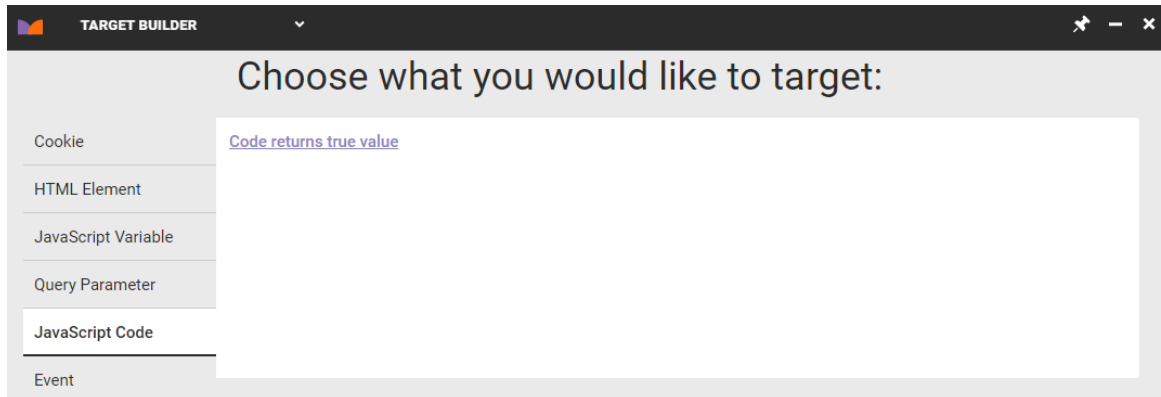 TARGET BUILDER
Choose what you would like to target:
Cookie
Code returns true value
HTML Element
JavaScript Variable
Query Parameter
JavaScript Code
Event